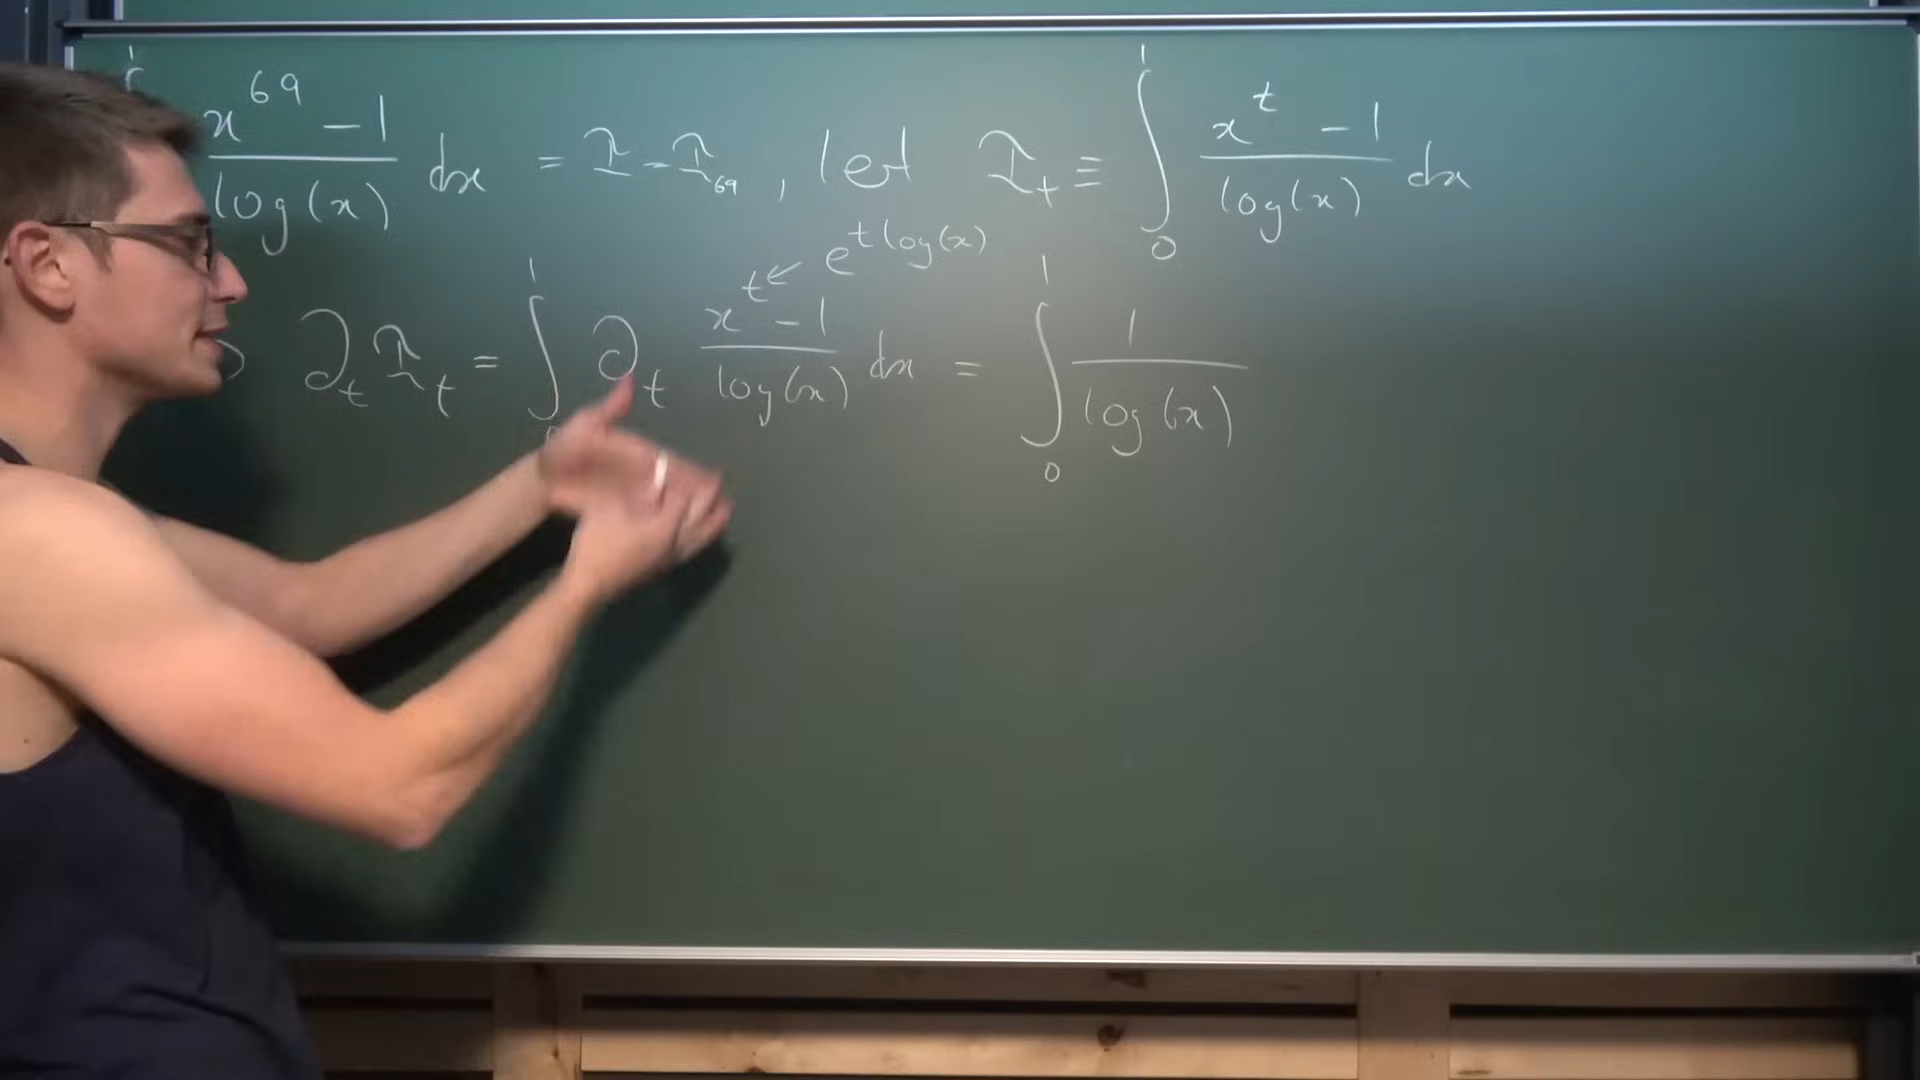 ∫ x^69 - 1 / log(x) dx = I = I_69 , let I_t ≡ ∫_0^1 x^t - 1 / log(x) dx
t ← e^{t log(x)}
∂_t I_t = ∫_0^1 ∂_t x^t - 1 / log(x) dx = ∫_0^1 1 / log(x)